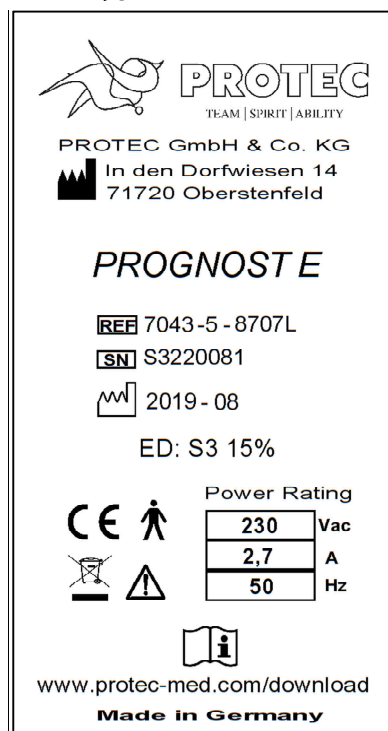 PROTEC
TEAM | SPIRIT | ABILITY
PROTEC GmbH & Co. KG
In den Dorfwiesen 14
71720 Oberstenfeld
PROGNOST E
REF 7043-5-8707L
SN S3220081
2019-08
ED: S3 15%
Power Rating
CE
230 Vac
2,7 A
50 Hz
i
www.protec-med.com/download
Made in Germany